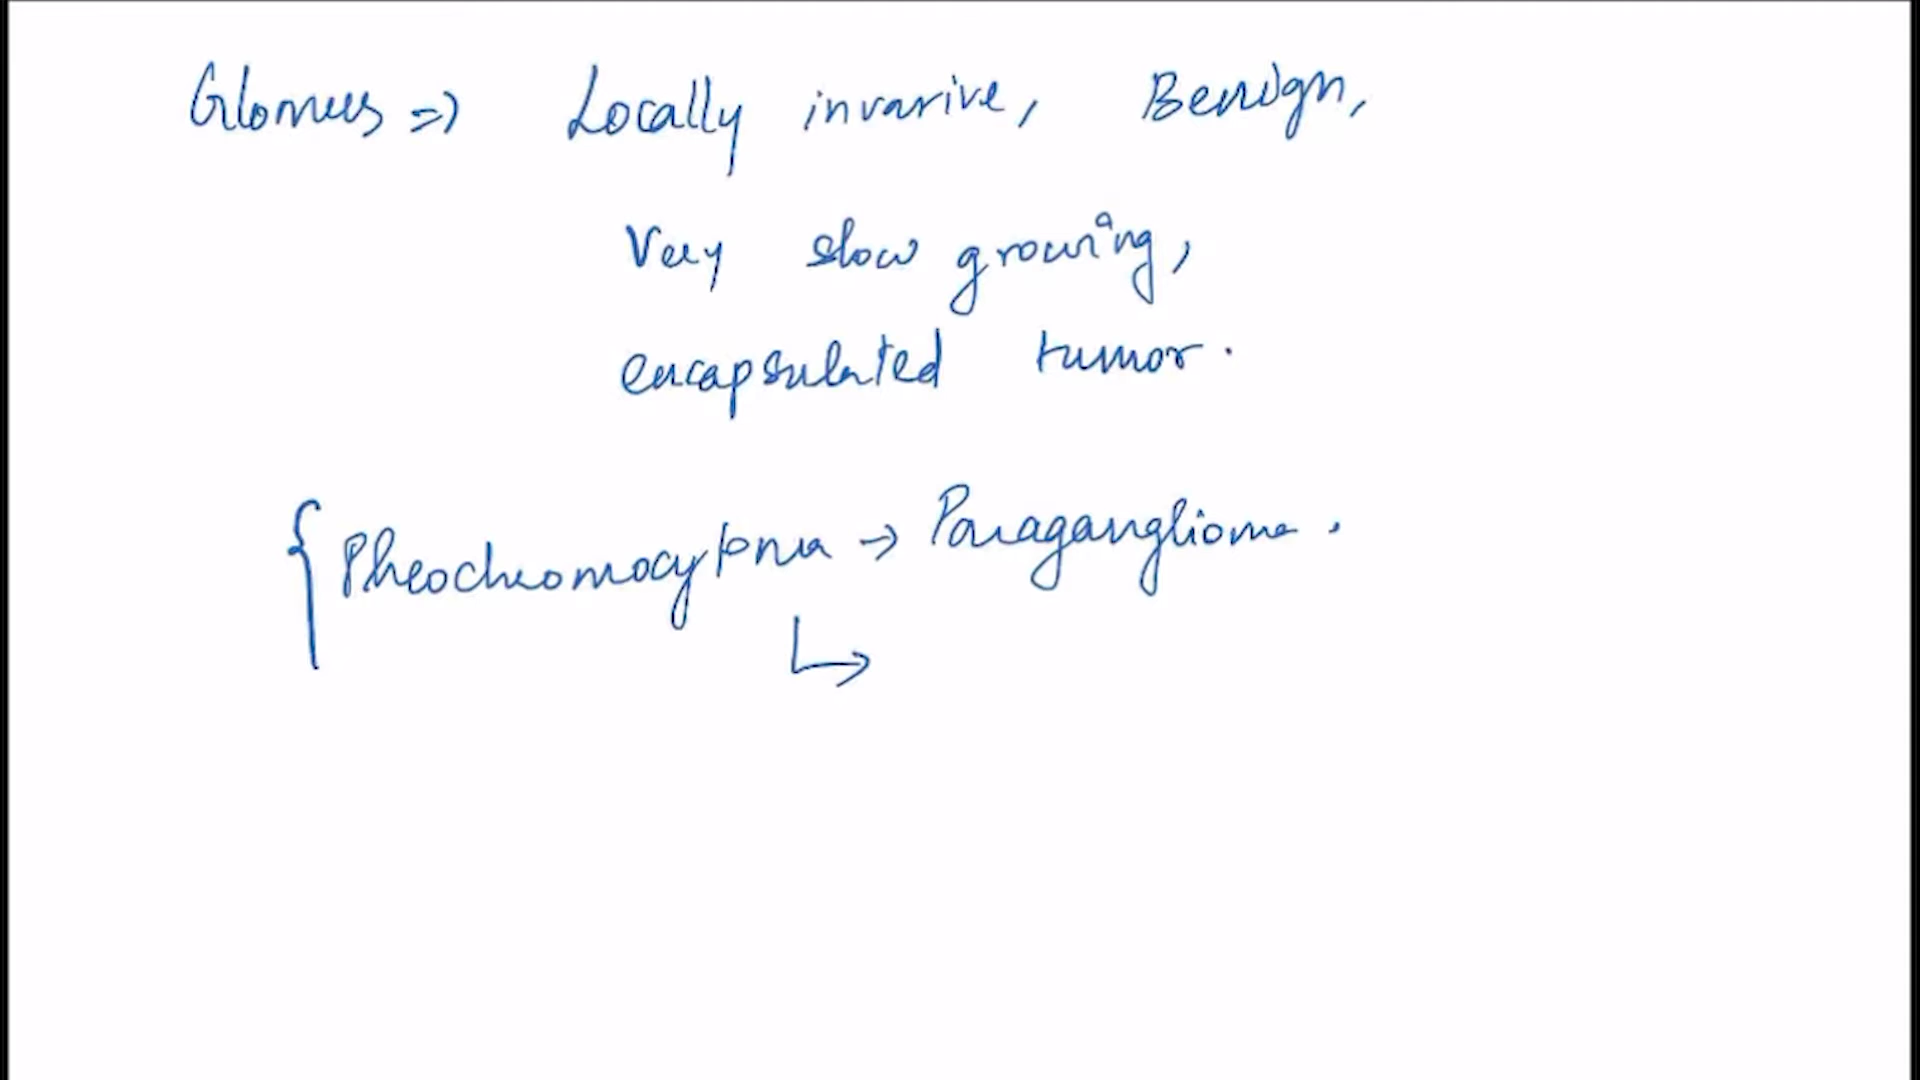 Glomus => Locally invasive, Benign,
Very slow growing,
encapsulated tumor.
Pheochromocytoma → Paraganglioma.